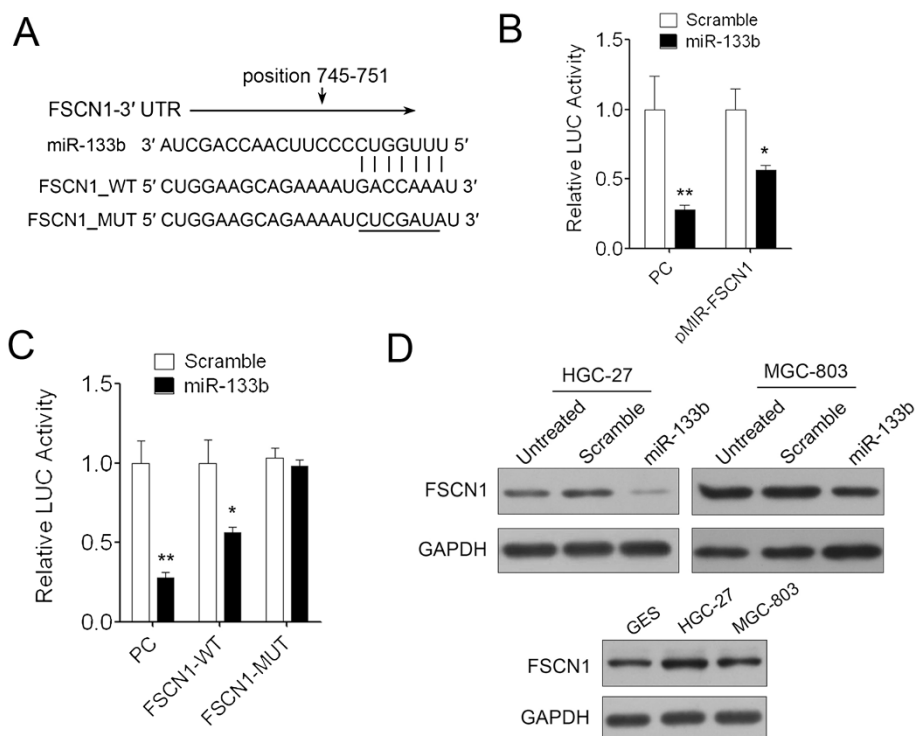 A
position 745-751
FSCN1-3′ UTR
miR-133b 3′ AUCGACCAACUUCCCCUGGUUU 5′
FSCN1_WT 5′ CUGGAAGCAGAAAAUGACCAAAU 3′
FSCN1_MUT 5′ CUGGAAGCAGAAAAUCUCGAUAU 3′
B
Scramble
miR-133b
Relative LUC Activity
1.5
1.0
0.5
0.0
**
*
PC
pMIR-FSCN1
C
Scramble
miR-133b
Relative LUC Activity
1.5
1.0
0.5
0.0
**
*
PC
FSCN1-WT
FSCN1-MUT
D
HGC-27
MGC-803
Untreated
Scramble
miR-133b
Untreated
Scramble
miR-133b
FSCN1
GAPDH
GES
HGC-27
MGC-803
FSCN1
GAPDH